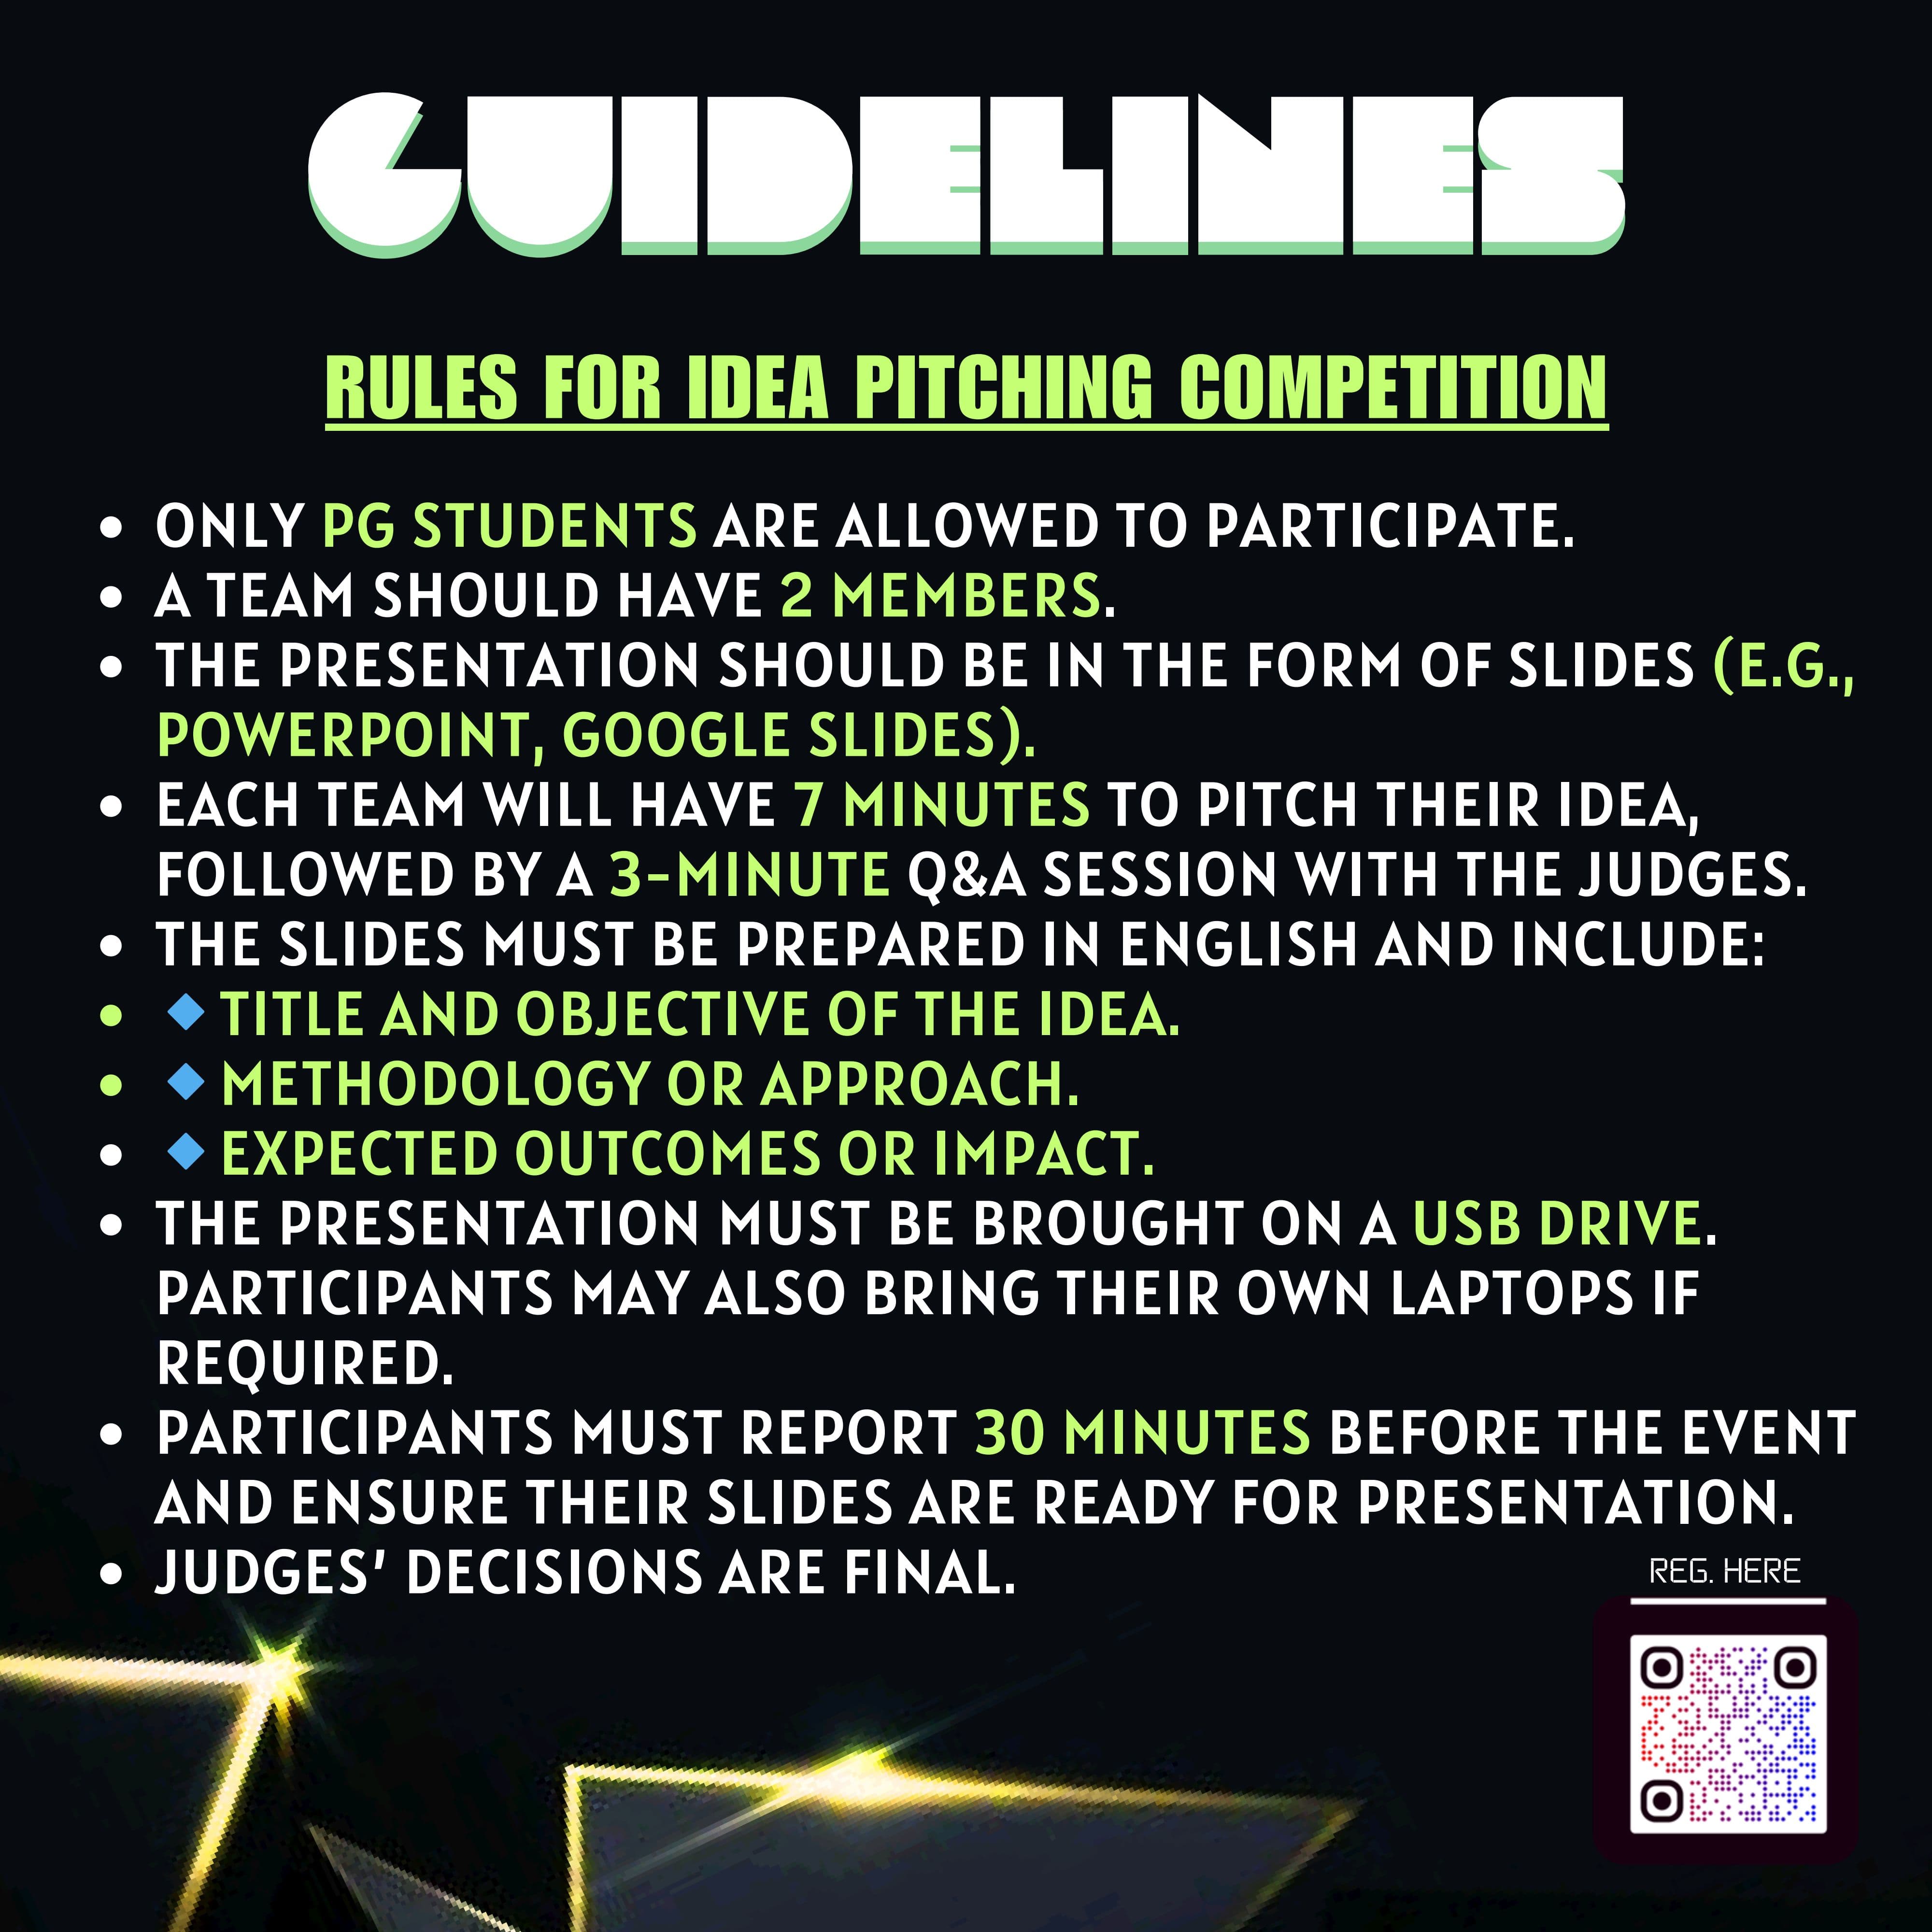 GUIDELINES
RULES FOR IDEA PITCHING COMPETITION
• ONLY PG STUDENTS ARE ALLOWED TO PARTICIPATE.
• A TEAM SHOULD HAVE 2 MEMBERS.
• THE PRESENTATION SHOULD BE IN THE FORM OF SLIDES (E.G.,
POWERPOINT, GOOGLE SLIDES).
• EACH TEAM WILL HAVE 7 MINUTES TO PITCH THEIR IDEA,
FOLLOWED BY A 3-MINUTE Q&A SESSION WITH THE JUDGES.
• THE SLIDES MUST BE PREPARED IN ENGLISH AND INCLUDE:
• 🔹 TITLE AND OBJECTIVE OF THE IDEA.
• 🔹 METHODOLOGY OR APPROACH.
• 🔹 EXPECTED OUTCOMES OR IMPACT.
• THE PRESENTATION MUST BE BROUGHT ON A USB DRIVE.
PARTICIPANTS MAY ALSO BRING THEIR OWN LAPTOPS IF
REQUIRED.
• PARTICIPANTS MUST REPORT 30 MINUTES BEFORE THE EVENT
AND ENSURE THEIR SLIDES ARE READY FOR PRESENTATION.
• JUDGES' DECISIONS ARE FINAL.
REG. HERE